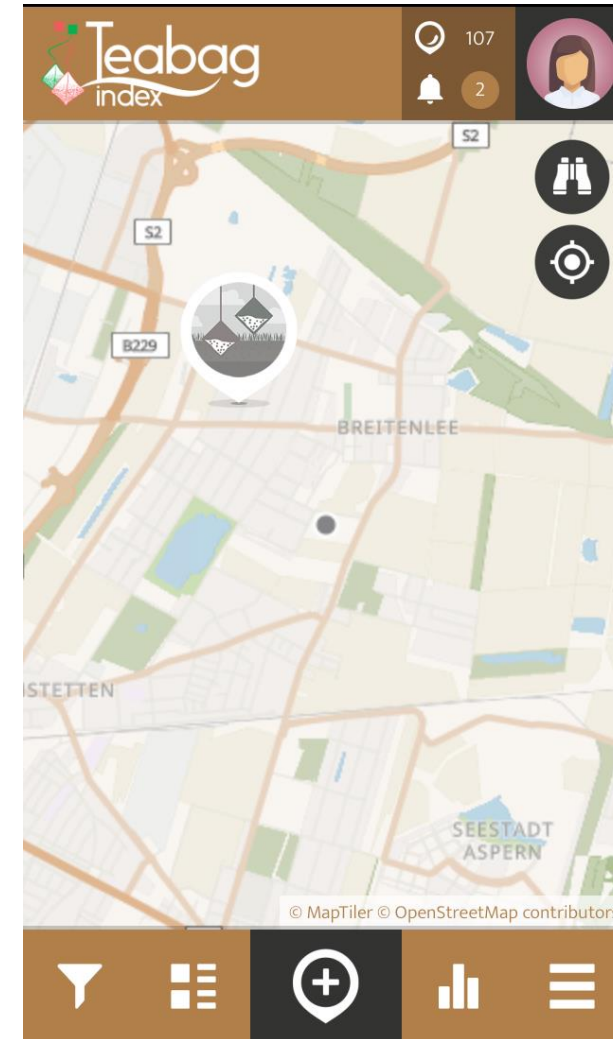 Teabag
index
107
2
S2
S2
B229
BREITENLEE
STETTEN
SEESTADT
ASPERN
© MapTiler © OpenStreetMap contributors